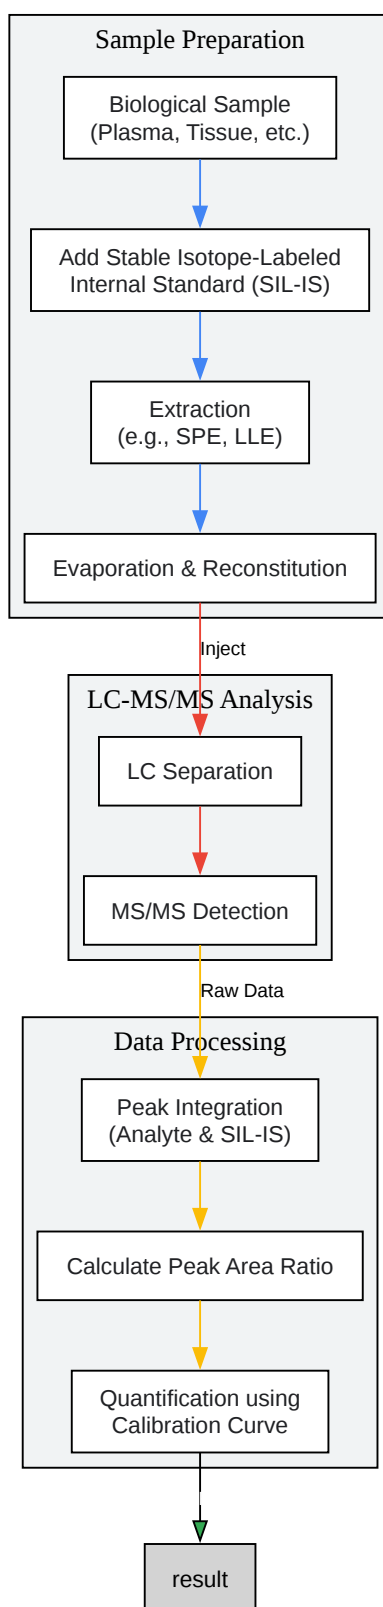 Sample Preparation
Biological Sample
(Plasma, Tissue, etc.)
Add Stable Isotope-Labeled
Internal Standard (SIL-IS)
Extraction
(e.g., SPE, LLE)
Evaporation & Reconstitution
Inject
LC-MS/MS Analysis
LC Separation
MS/MS Detection
Raw Data
Data Processing
Peak Integration
(Analyte & SIL-IS)
Calculate Peak Area Ratio
Quantification using
Calibration Curve
result